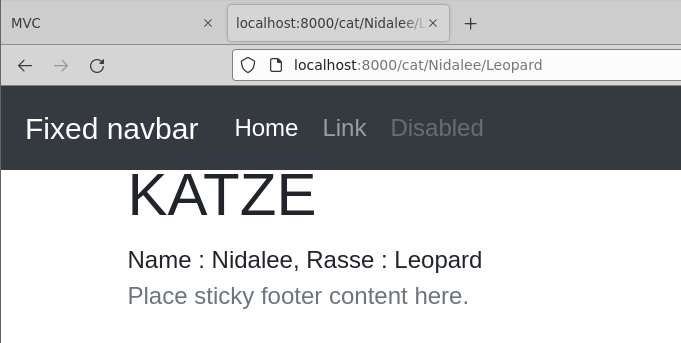 MVC
localhost:8000/cat/Nidalee/L
localhost:8000/cat/Nidalee/Leopard
Fixed navbar Home Link Disabled
KATZE
Name : Nidalee, Rasse : Leopard
Place sticky footer content here.